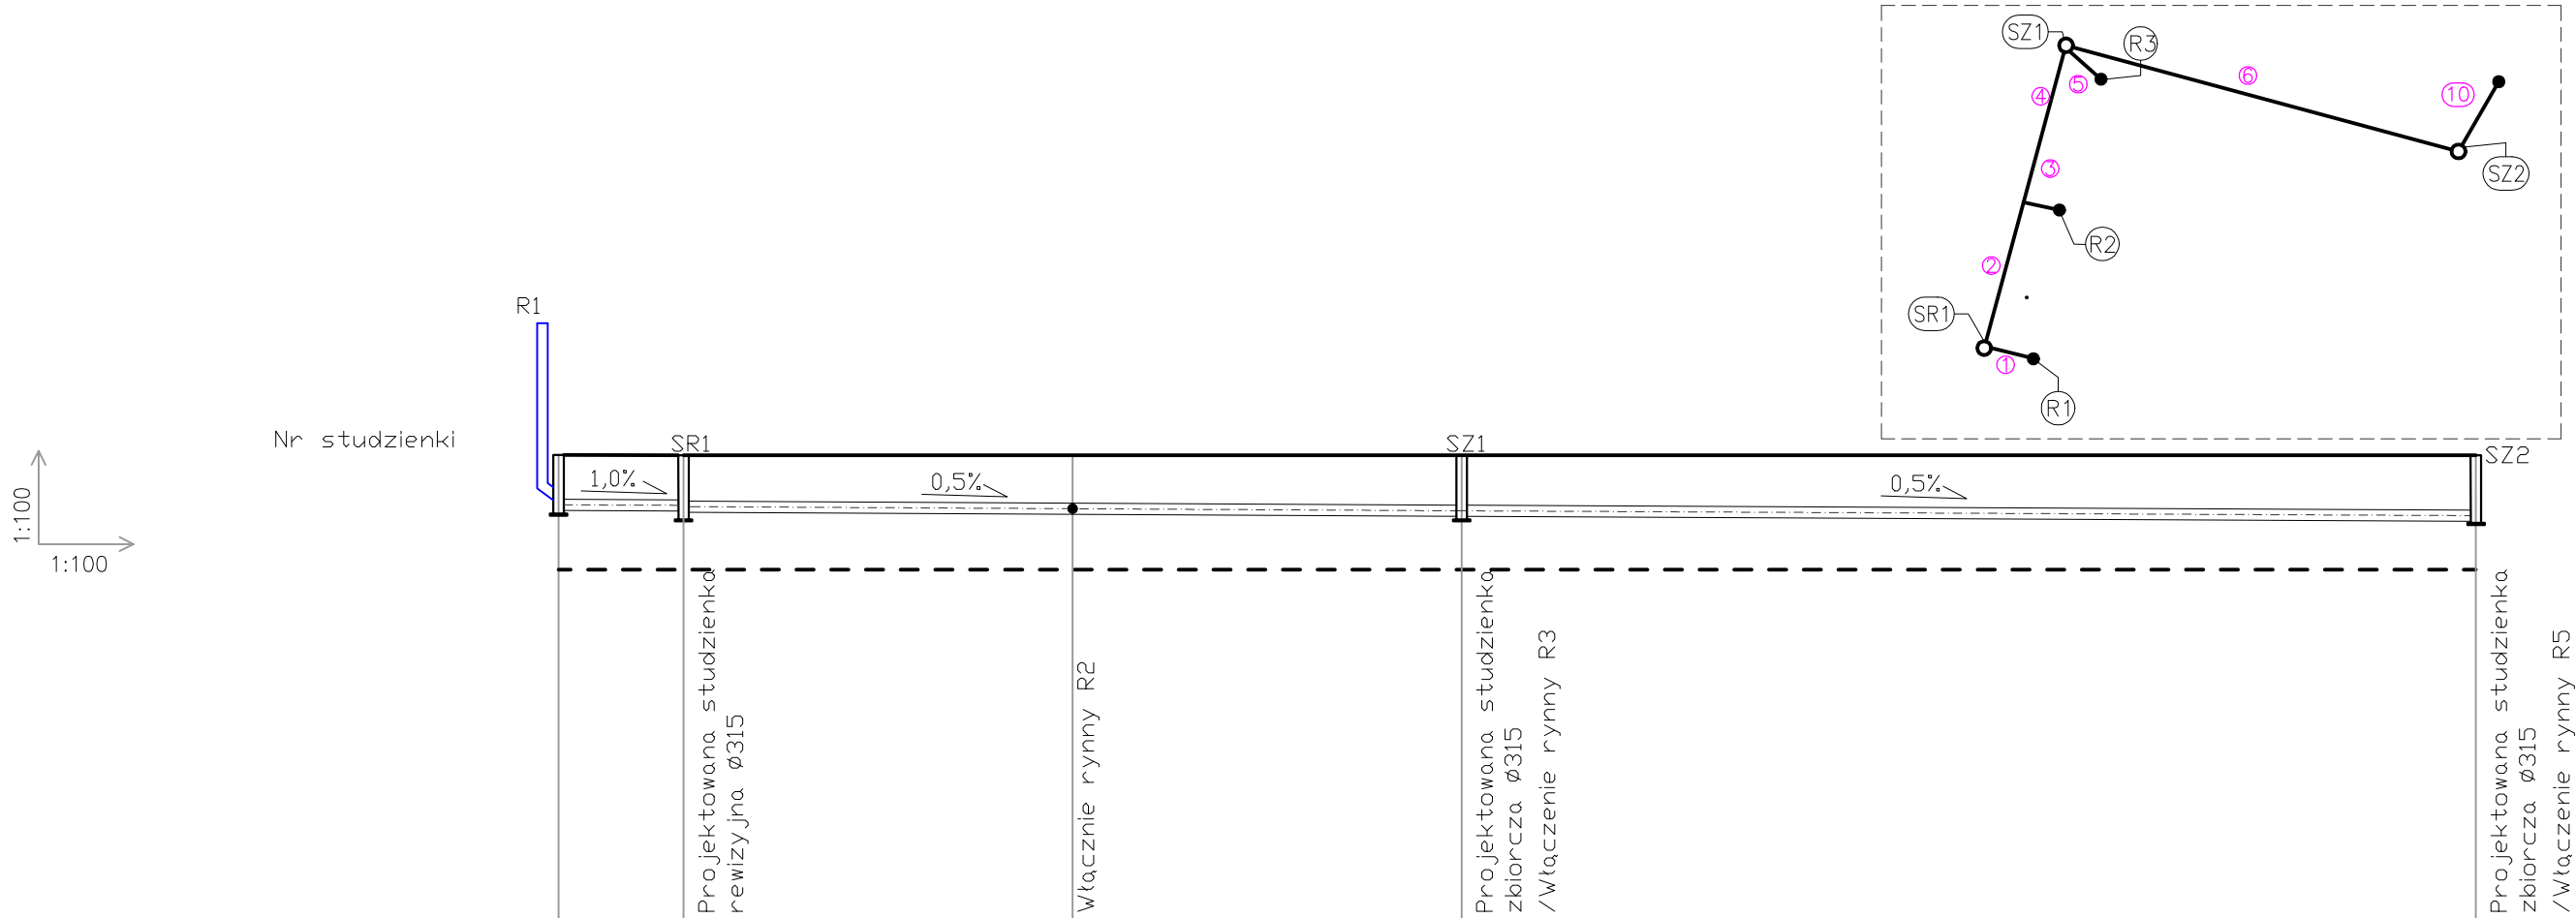 SZ1
R3
⑥
⑤
④
⑩
③
SZ2
R2
②
SR1
①
R1
R1
Nr studzienki
SR1
SZ1
SZ2
1,0%
0,5%
0,5%
1:100
1:100
Projektowana studzienka
rewizyjna Ø315
Włącznie rynny R2
Projektowana studzienka
zbiorcza Ø315
/Włączenie rynny R3
Projektowana studzienka
zbiorcza Ø315
/Włączenie rynny R5